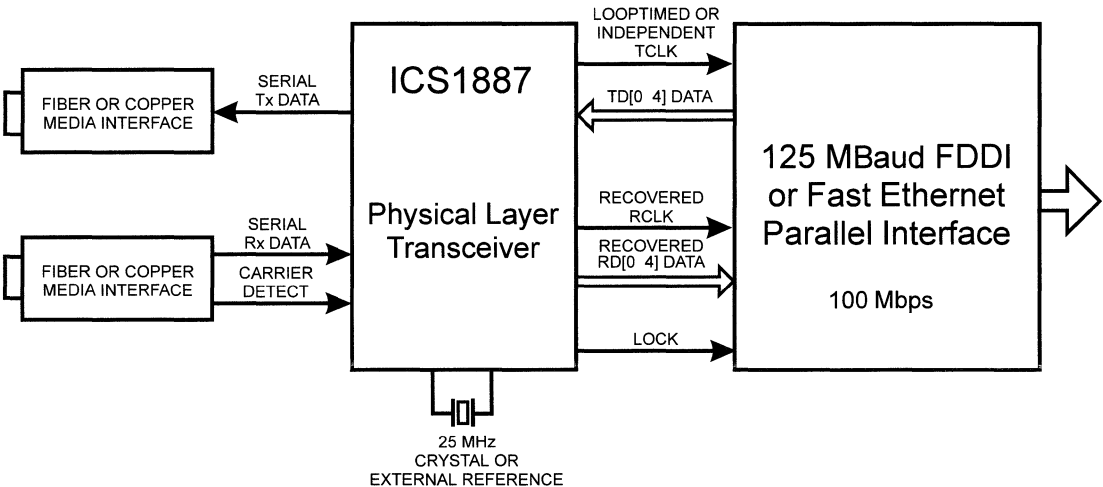 FIBER OR COPPER
MEDIA INTERFACE
SERIAL
Tx DATA
FIBER OR COPPER
MEDIA INTERFACE
SERIAL
Rx DATA
CARRIER
DETECT
ICS1887
Physical Layer
Transceiver
25 MHz
CRYSTAL OR
EXTERNAL REFERENCE
LOOPTIMED OR
INDEPENDENT
TCLK
TD[0 4] DATA
RECOVERED
RCLK
RECOVERED
RD[0 4] DATA
LOCK
125 MBaud FDDI
or Fast Ethernet
Parallel Interface
100 Mbps